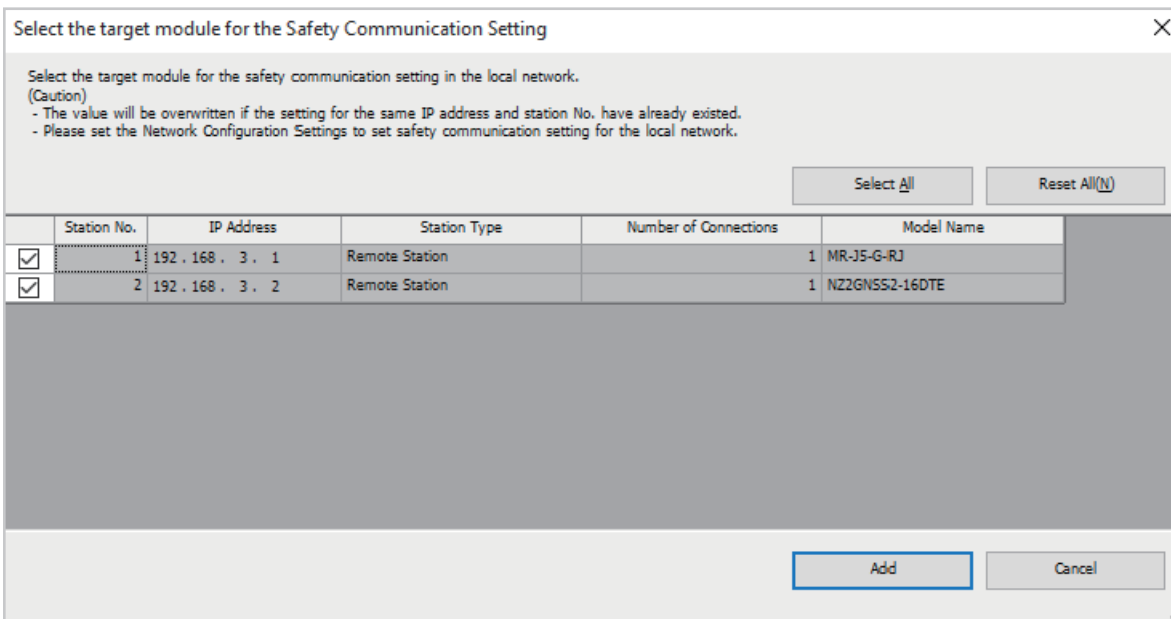 Select the target module for the Safety Communication Setting
Select the target module for the safety communication setting in the local network.
(Caution)
- The value will be overwritten if the setting for the same IP address and station No. have already existed.
- Please set the Network Configuration Settings to set safety communication setting for the local network.
Select All Reset All(N)
Station No. IP Address Station Type Number of Connections Model Name
1 192 . 168 . 3 . 1 Remote Station 1 MR-J5-G-RJ
2 192 . 168 . 3 . 2 Remote Station 1 NZ2GNSS2-16DTE
Add Cancel